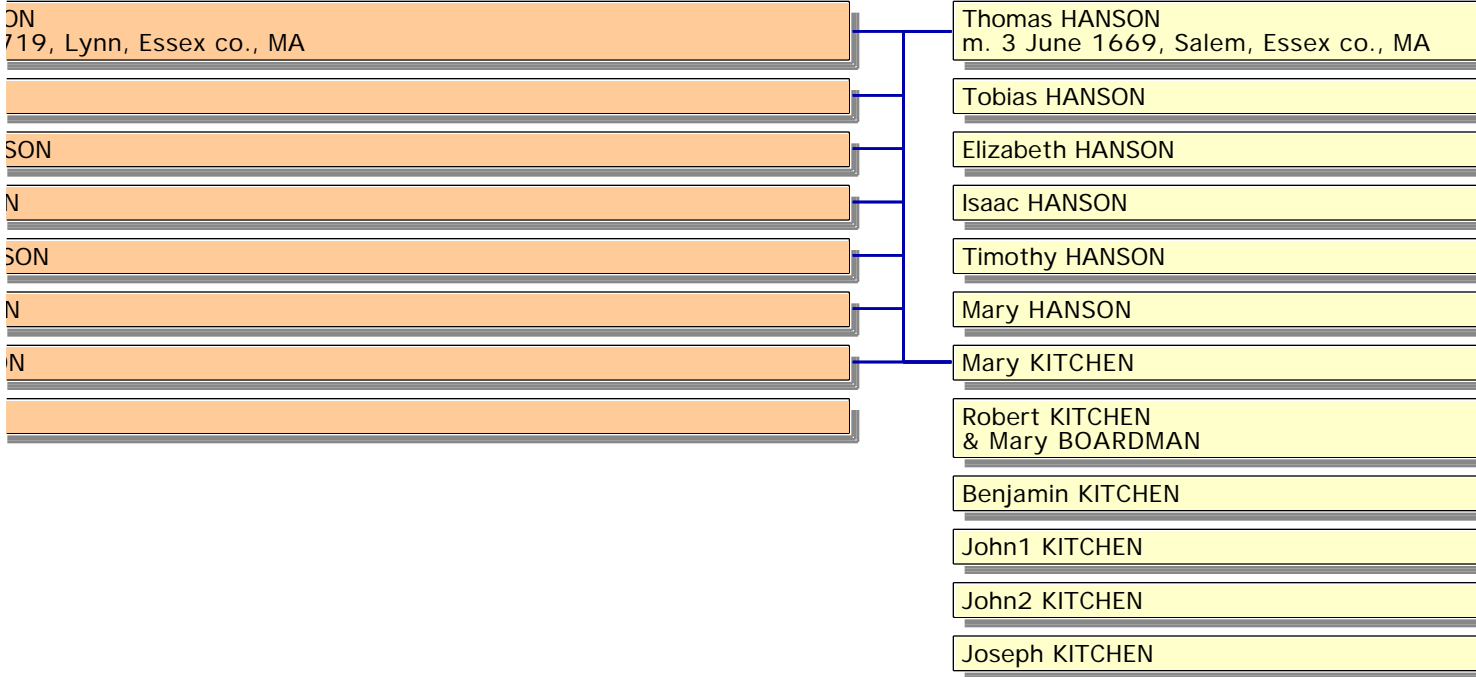 ON
719, Lynn, Essex co., MA
SON
N
SON
N
ON
Thomas HANSON
m. 3 June 1669, Salem, Essex co., MA
Tobias HANSON
Elizabeth HANSON
Isaac HANSON
Timothy HANSON
Mary HANSON
Mary KITCHEN
Robert KITCHEN
& Mary BOARDMAN
Benjamin KITCHEN
John1 KITCHEN
John2 KITCHEN
Joseph KITCHEN